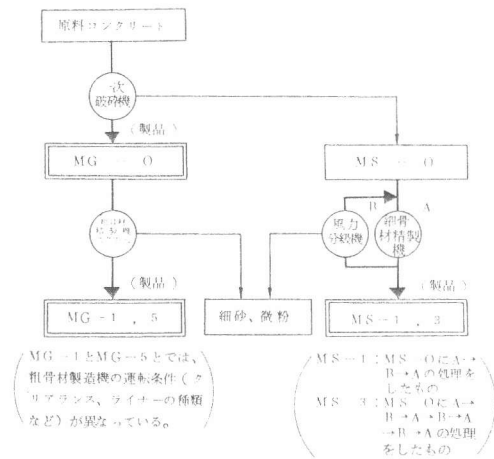 原料コンクリート
一次
破砕機
(製品)
MG-0
MS-0
B
A
風力
分級機
細骨
材精製
機
(製品)
(製品)
MG-1,5
細砂、微粉
MS-1,3
MG-1とMG-5とでは、
粗骨材製造機の運転条件(ク
リアランス、ライナーの種類
など)が異なっている。
MS-1:MS-0にA→
B→Aの処理を
したもの
MS-3:MS-0にA→
B→A→B→A
→B→Aの処理
をしたもの